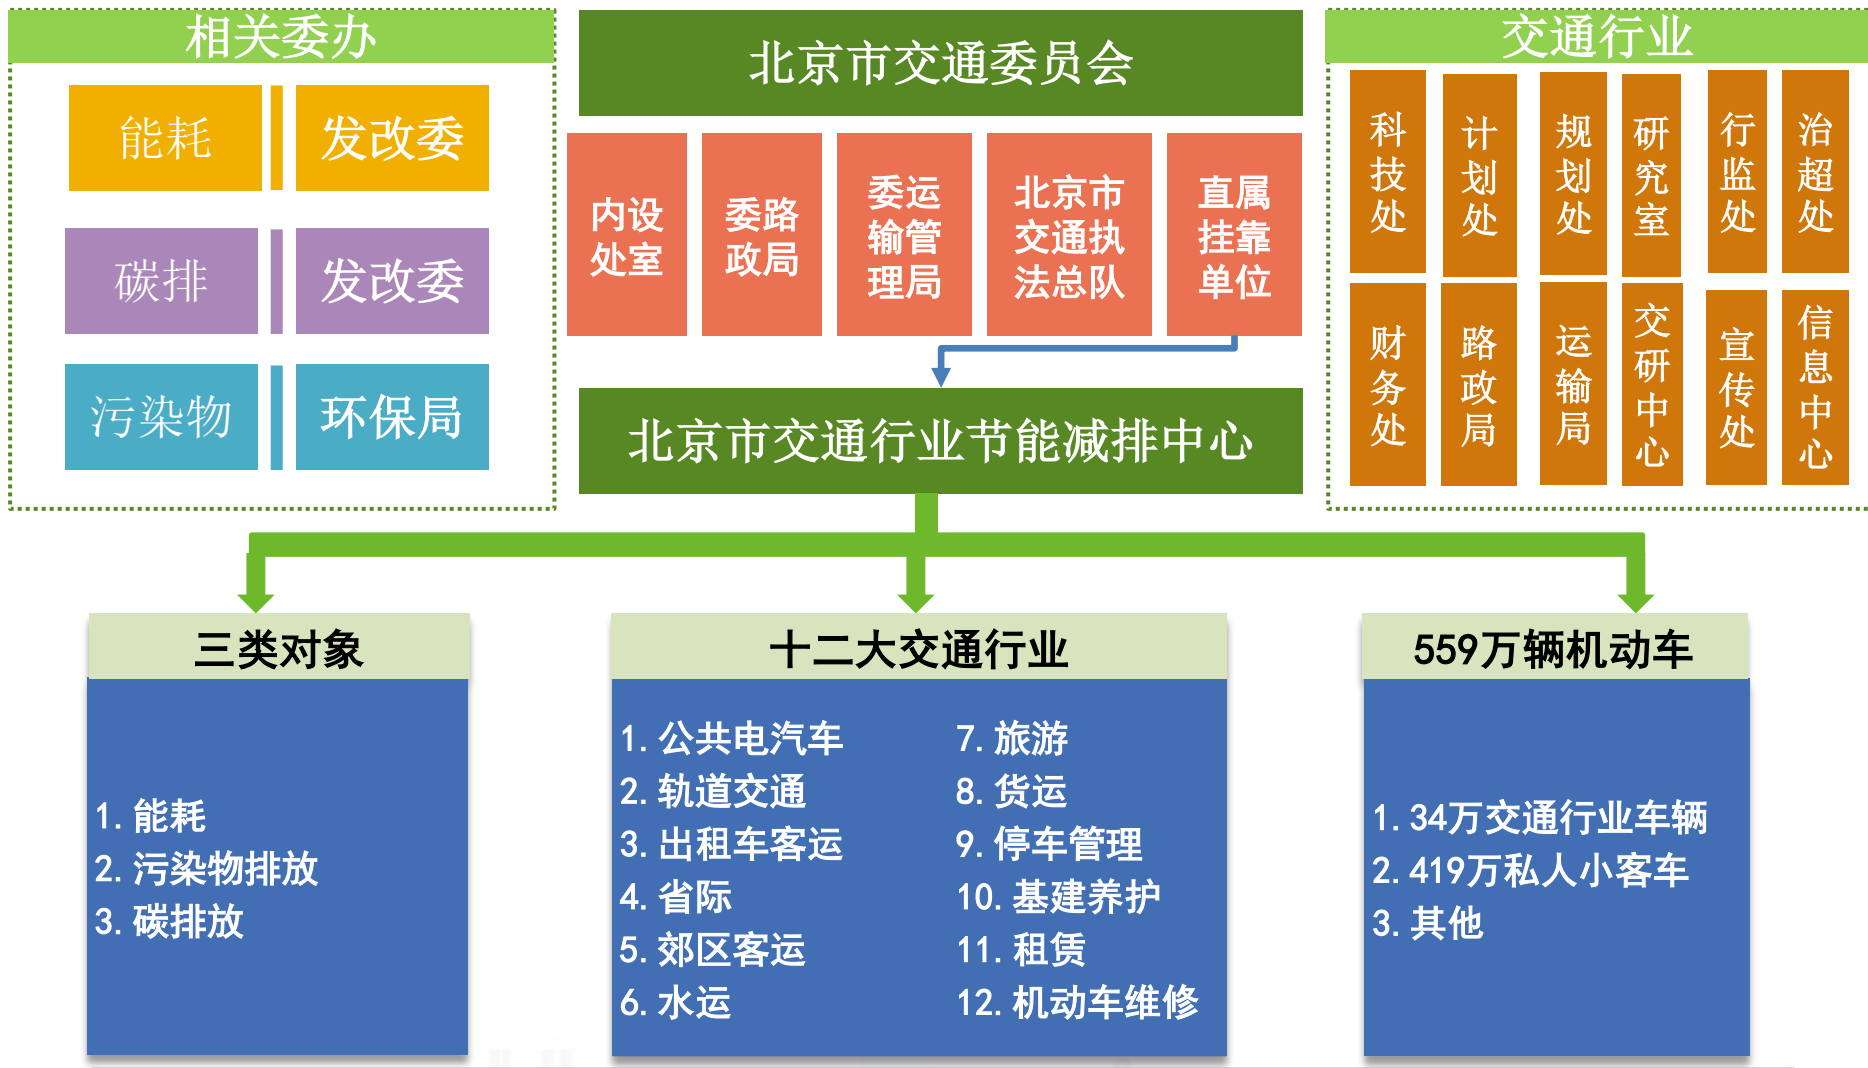 相关委办
能耗
发改委
碳排
发改委
污染物
环保局
北京市交通委员会
内设
处室
委路
政局
委运
输管
理局
北京市
交通执
法总队
直属
挂靠
单位
北京市交通行业节能减排中心
交通行业
科技处
计划处
规划处
研究室
行监处
治超处
财务处
路政局
运输局
交研中心
宣传处
信息中心
三类对象
1. 能耗
2. 污染物排放
3. 碳排放
十二大交通行业
1. 公共电汽车
2. 轨道交通
3. 出租车客运
4. 省际
5. 郊区客运
6. 水运
7. 旅游
8. 货运
9. 停车管理
10. 基建养护
11. 租赁
12. 机动车维修
559万辆机动车
1. 34万交通行业车辆
2. 419万私人小客车
3. 其他